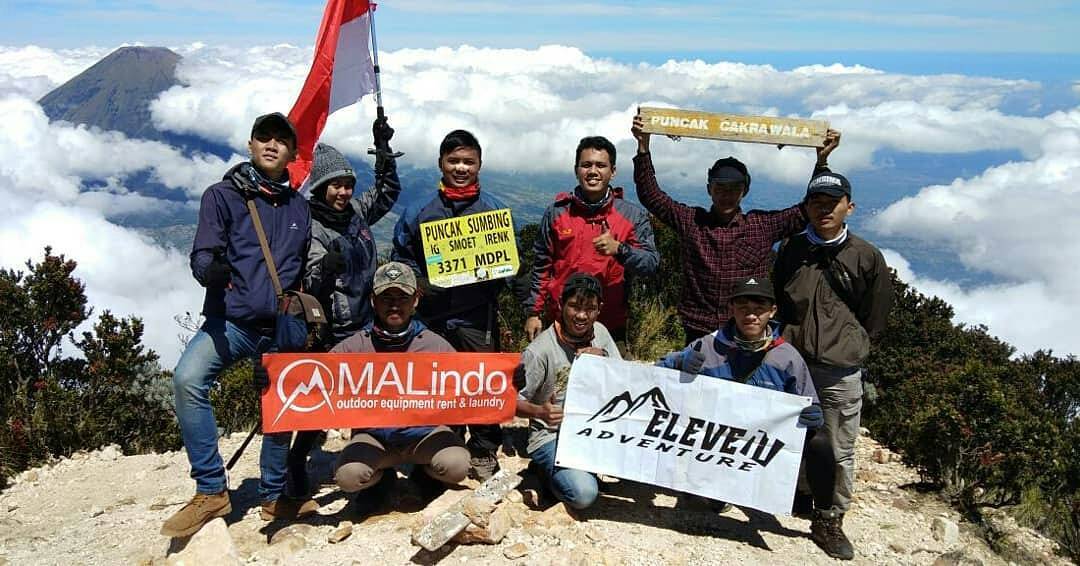 PUNCAK CAKRAWALA
PUNCAK SUMBING
IG SMOET IRENK
3371 MDPL
MALindo
outdoor equipment rent & laundry
ELEVEN
ADVENTURE